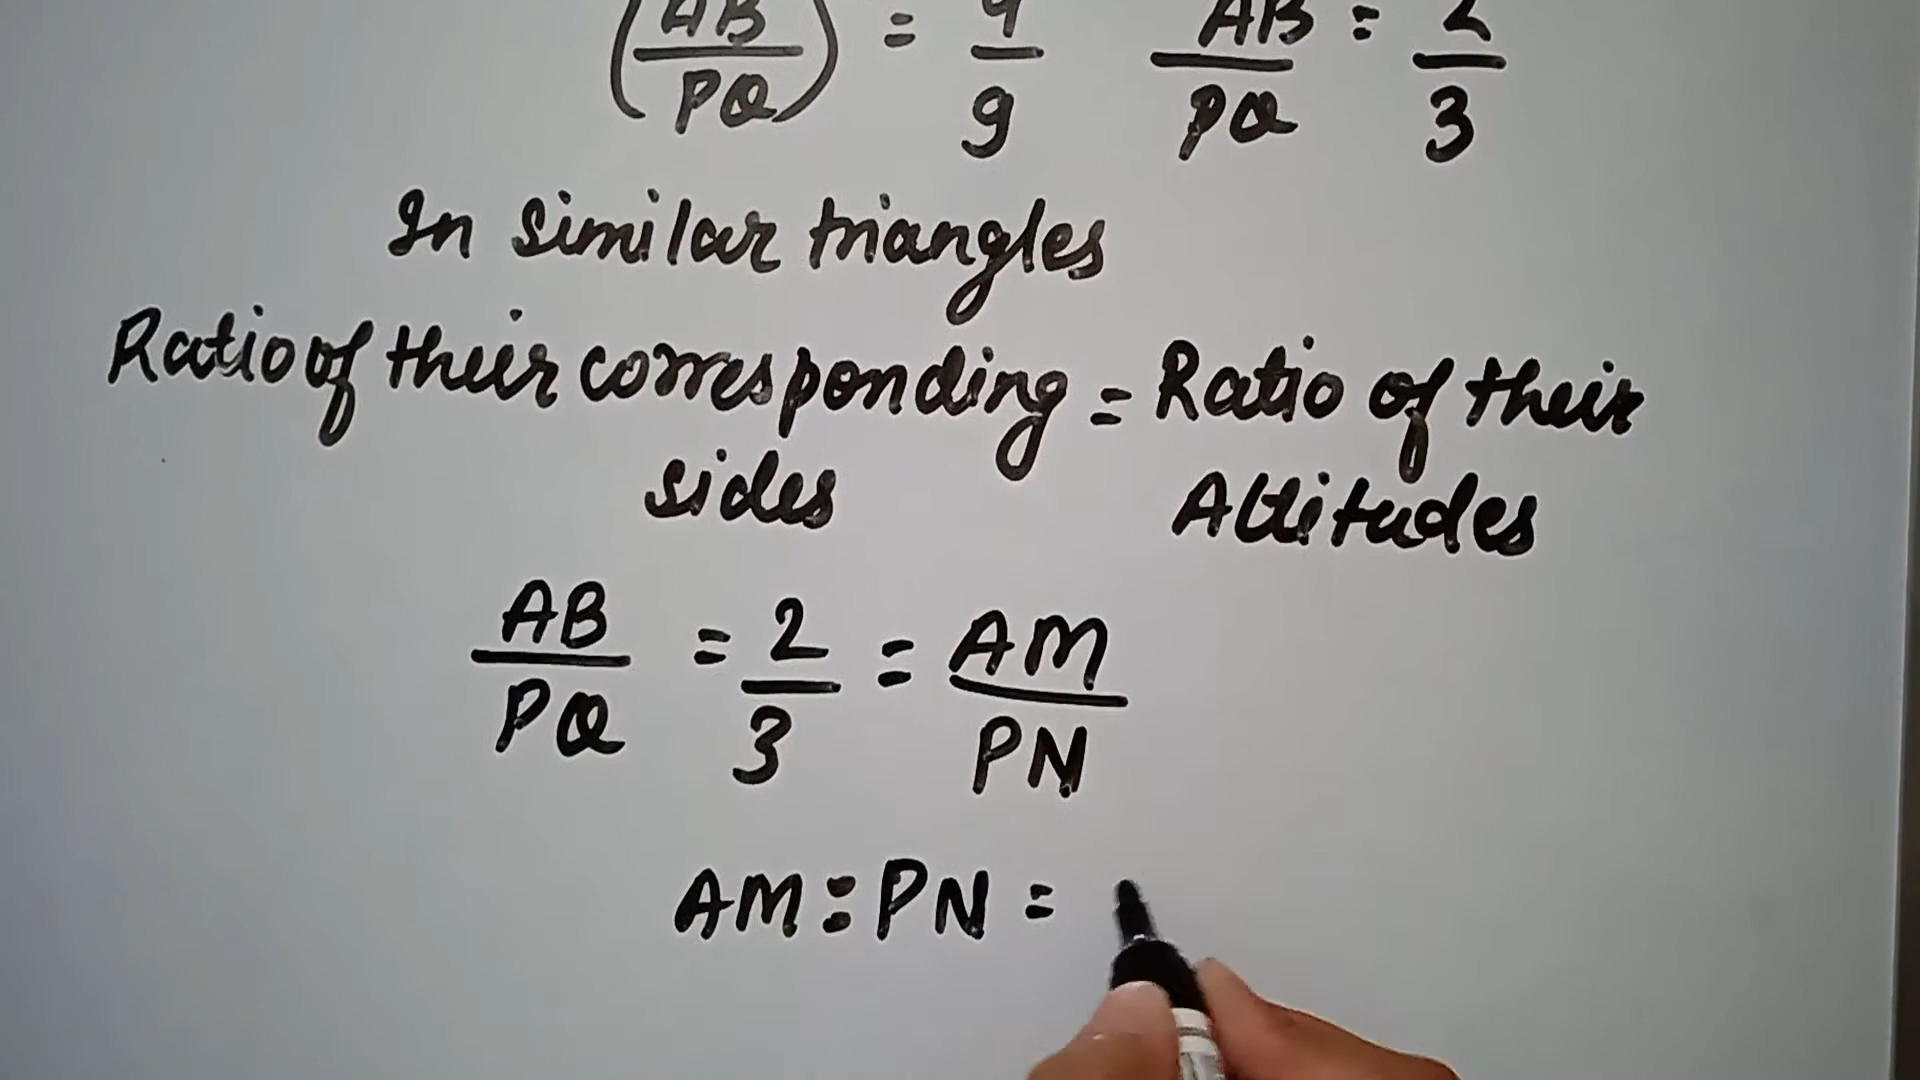 (AB/PQ) = 4/9  AB/PQ = 2/3
In similar triangles
Ratio of their corresponding = Ratio of their
sides Altitudes
AB/PQ = 2/3 = AM/PN
AM : PN =